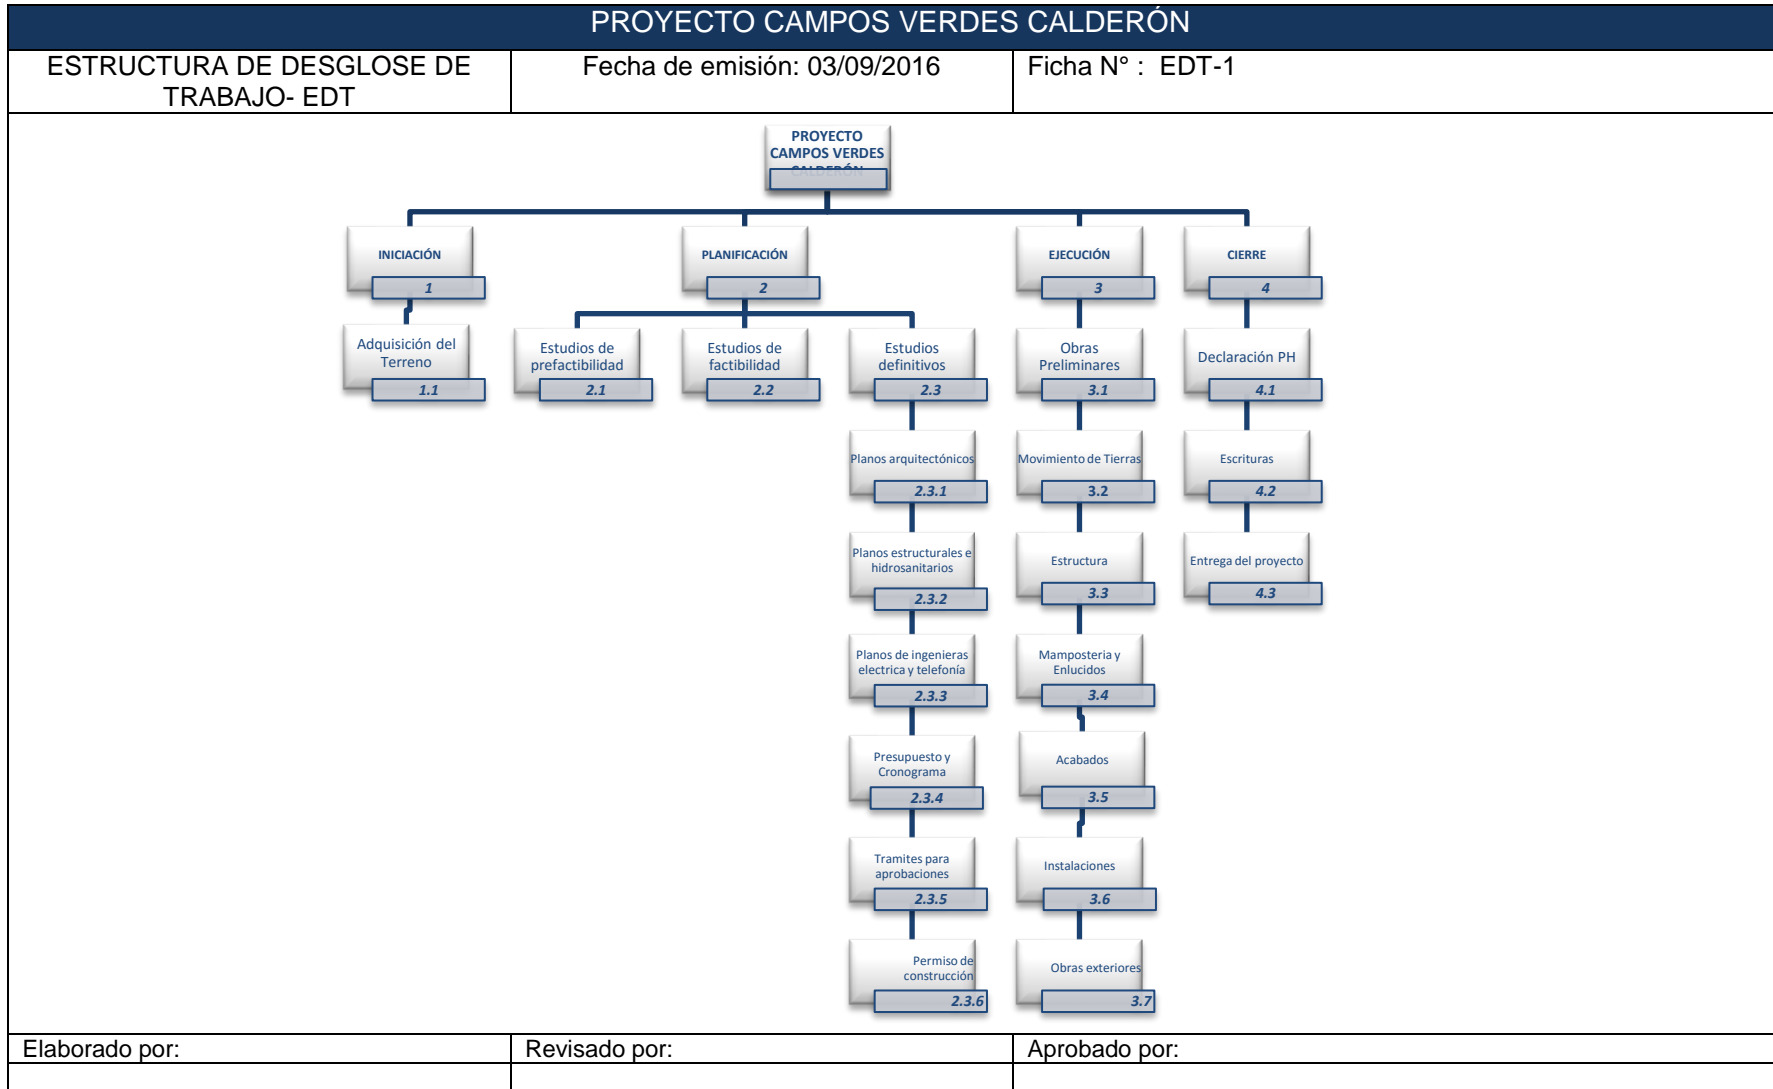 PROYECTO CAMPOS VERDES CALDERÓN
ESTRUCTURA DE DESGLOSE DE
TRABAJO- EDT
Fecha de emisión: 03/09/2016
Ficha N° : EDT-1
PROYECTO
CAMPOS VERDES
CALDERÓN
INICIACIÓN
1
PLANIFICACIÓN
2
EJECUCIÓN
3
CIERRE
4
Adquisición del
Terreno
1.1
Estudios de
prefactibilidad
2.1
Estudios de
factibilidad
2.2
Estudios
definitivos
2.3
Obras
Preliminares
3.1
Declaración PH
4.1
Planos arquitectónicos
2.3.1
Movimiento de Tierras
3.2
Escrituras
4.2
Planos estructurales e
hidrosanitarios
2.3.2
Estructura
3.3
Entrega del proyecto
4.3
Planos de ingenieras
electrica y telefonía
2.3.3
Mamposteria y
Enlucidos
3.4
Presupuesto y
Cronograma
2.3.4
Acabados
3.5
Tramites para
aprobaciones
2.3.5
Instalaciones
3.6
Permiso de
construcción
2.3.6
Obras exteriores
3.7
Elaborado por:
Revisado por:
Aprobado por: